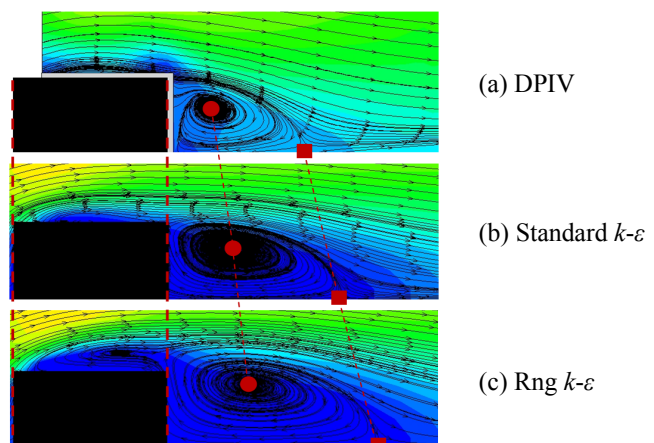 (a) DPIV
(b) Standard k-ε
(c) Rng k-ε